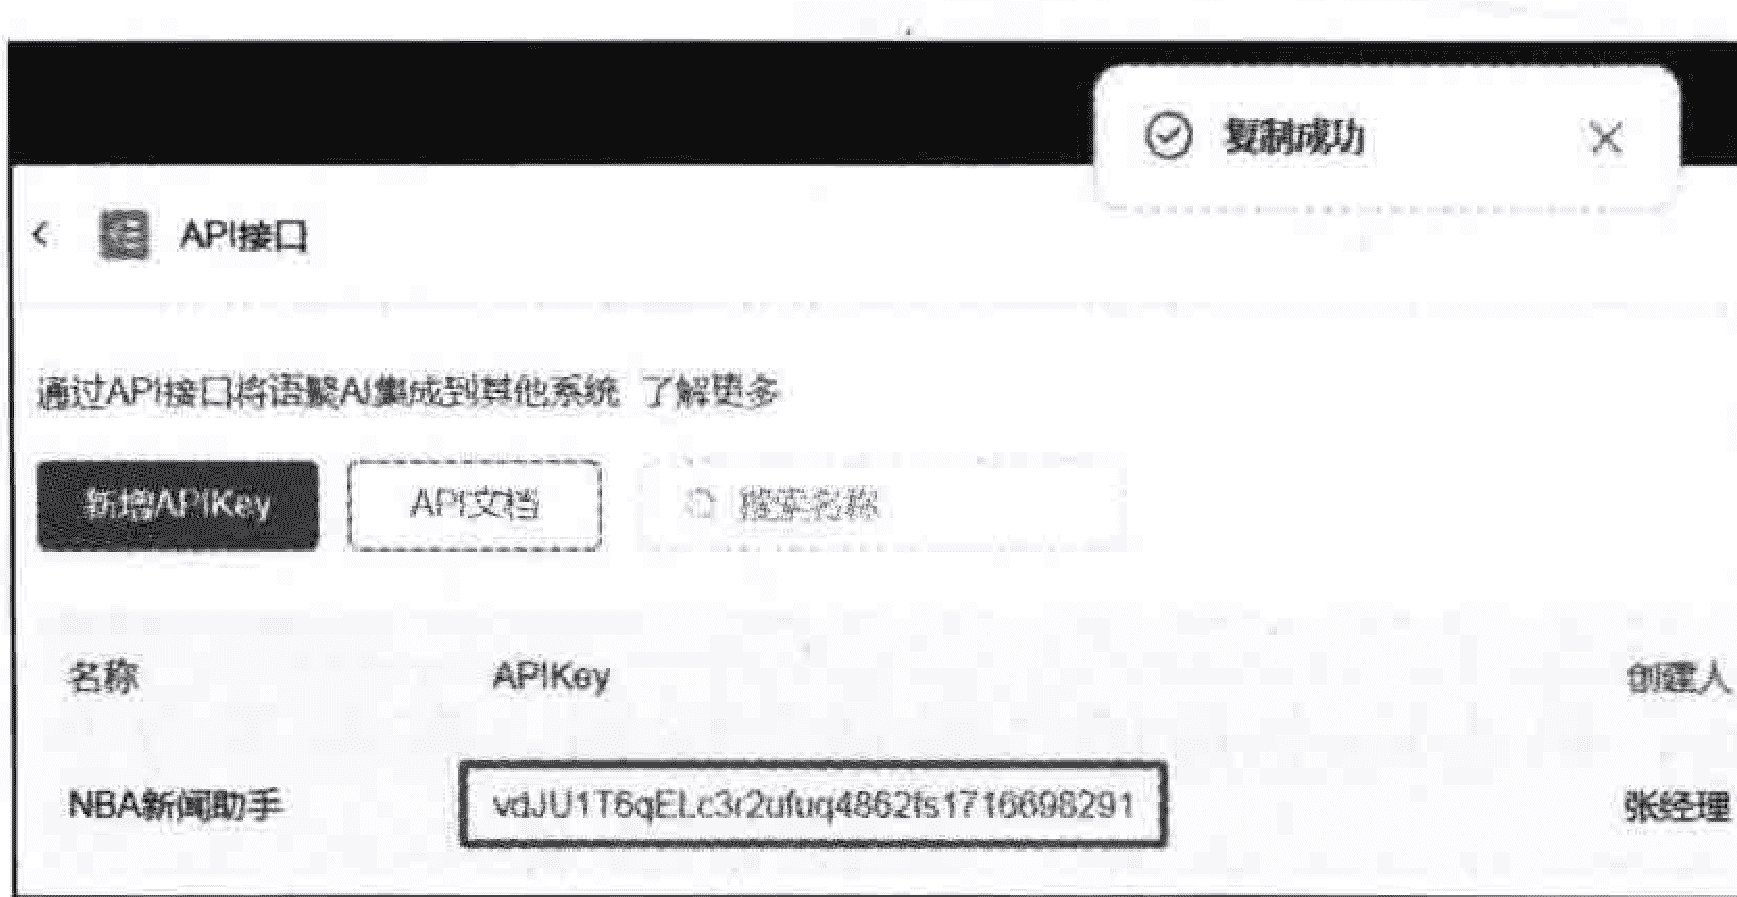 复制成功
API接口
通过API接口将语聚AI集成到其他系统 了解更多
新增APIKey
API文档
搜索名称
名称 APIKey 创建人
NBA新闻助手 vdJU1T6qELc3r2ufuq4862fs1716698291 张经理